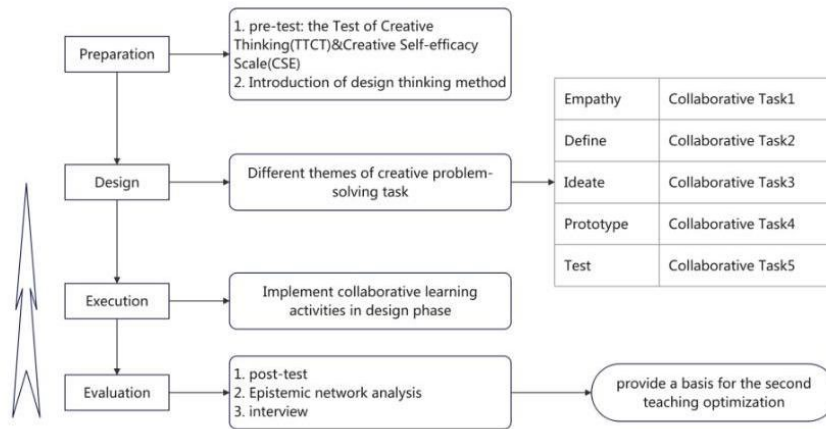 Preparation
1. pre-test: the Test of Creative
Thinking(TTCT)&Creative Self-efficacy
Scale(CSE)
2. Introduction of design thinking method
Design
Different themes of creative problem-
solving task
Empathy Collaborative Task1
Define Collaborative Task2
Ideate Collaborative Task3
Prototype Collaborative Task4
Test Collaborative Task5
Execution
Implement collaborative learning
activities in design phase
Evaluation
1. post-test
2. Epistemic network analysis
3. interview
provide a basis for the second
teaching optimization